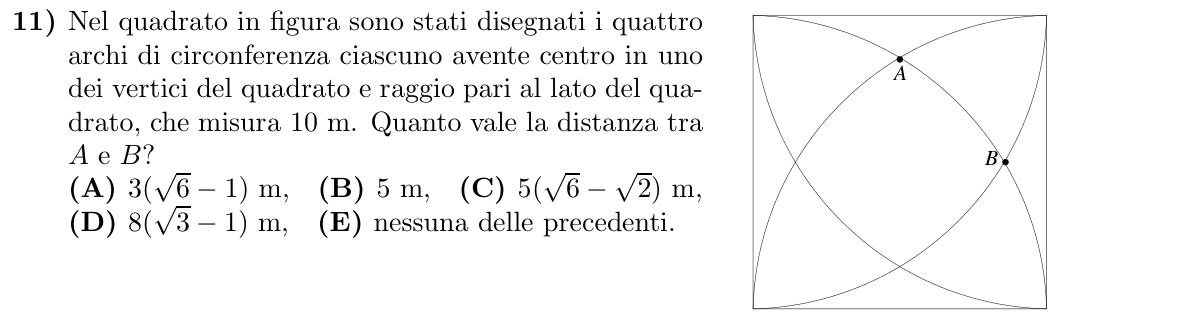 11) Nel quadrato in figura sono stati disegnati i quattro
archi di circonferenza ciascuno avente centro in uno
dei vertici del quadrato e raggio pari al lato del qua-
drato, che misura 10 m. Quanto vale la distanza tra
A e B?
(A) 3(√6 − 1) m, (B) 5 m, (C) 5(√6 − √2) m,
(D) 8(√3 − 1) m, (E) nessuna delle precedenti.
A
B